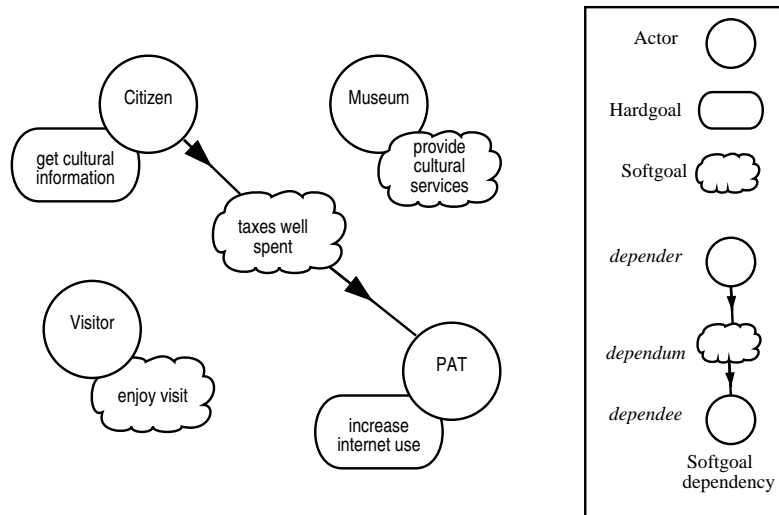 Citizen
get cultural
information
Museum
provide
cultural
services
taxes well
spent
Visitor
enjoy visit
PAT
increase
internet use
Actor
Hardgoal
Softgoal
depender
dependum
dependee
Softgoal
dependency